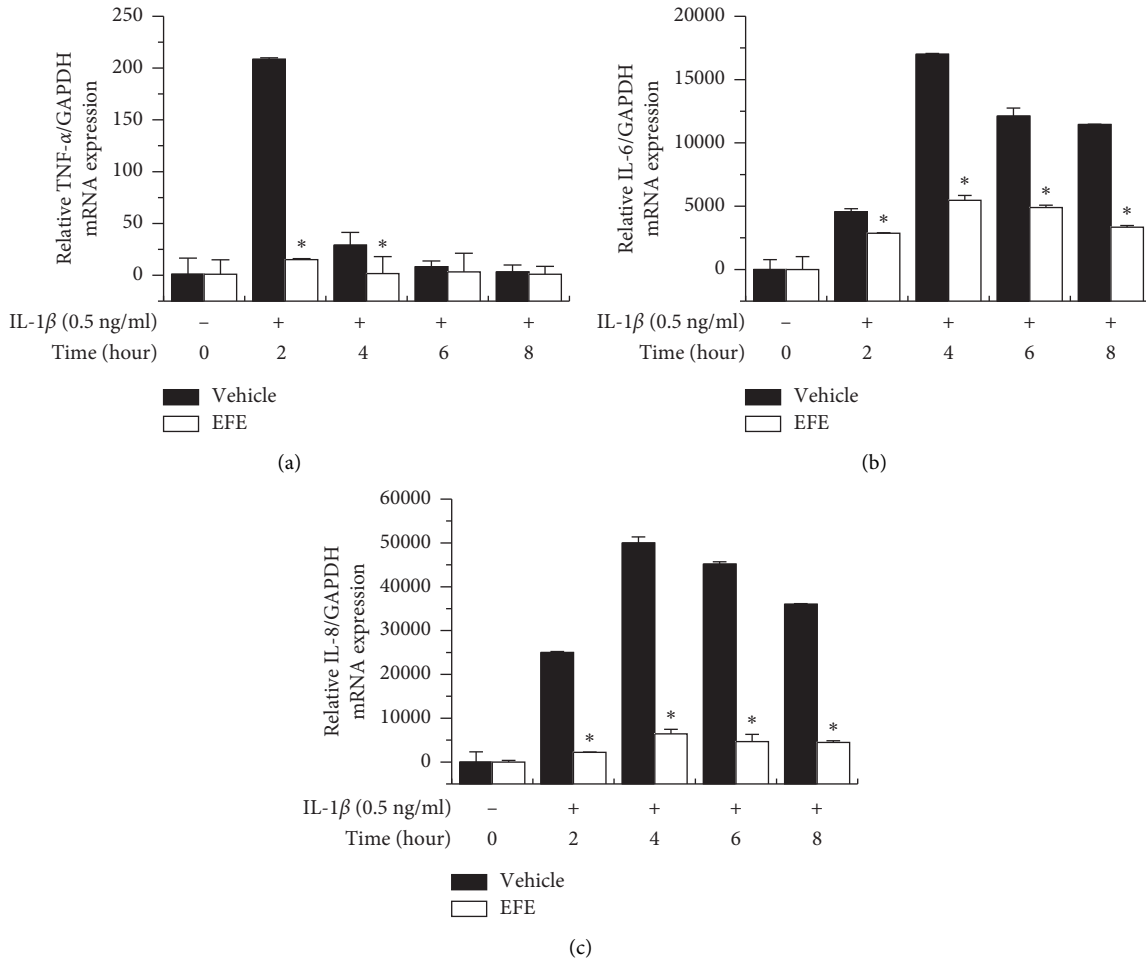 Relative TNF-α/GAPDH
mRNA expression
250
200
150
100
50
0
*
*
IL-1β (0.5 ng/ml) – + + + +
Time (hour) 0 2 4 6 8
Vehicle
EFE
(a)
Relative IL-6/GAPDH
mRNA expression
20000
15000
10000
5000
0
*
*
*
*
IL-1β (0.5 ng/ml) – + + + +
Time (hour) 0 2 4 6 8
Vehicle
EFE
(b)
Relative IL-8/GAPDH
mRNA expression
60000
50000
40000
30000
20000
10000
0
*
*
*
*
IL-1β (0.5 ng/ml) – + + + +
Time (hour) 0 2 4 6 8
Vehicle
EFE
(c)